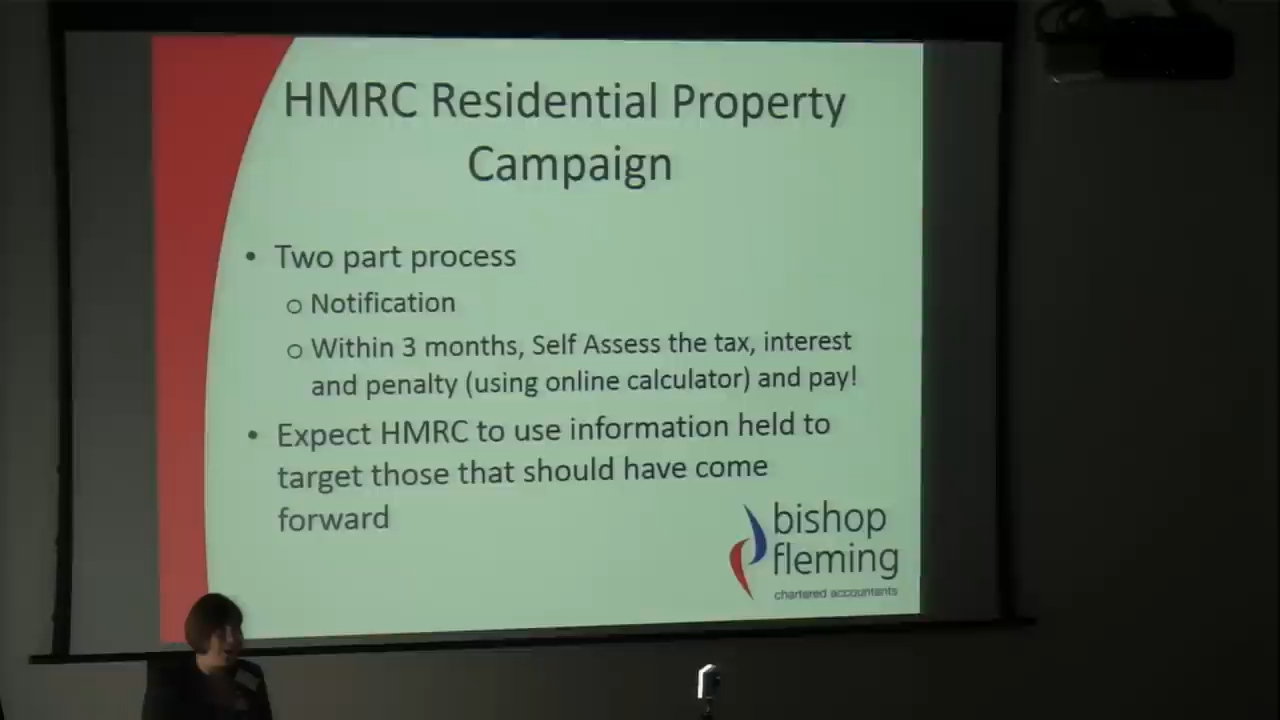 HMRC Residential Property
Campaign
• Two part process
o Notification
o Within 3 months, Self Assess the tax, interest
and penalty (using online calculator) and pay!
• Expect HMRC to use information held to
target those that should have come
forward
bishop
fleming
chartered accountants